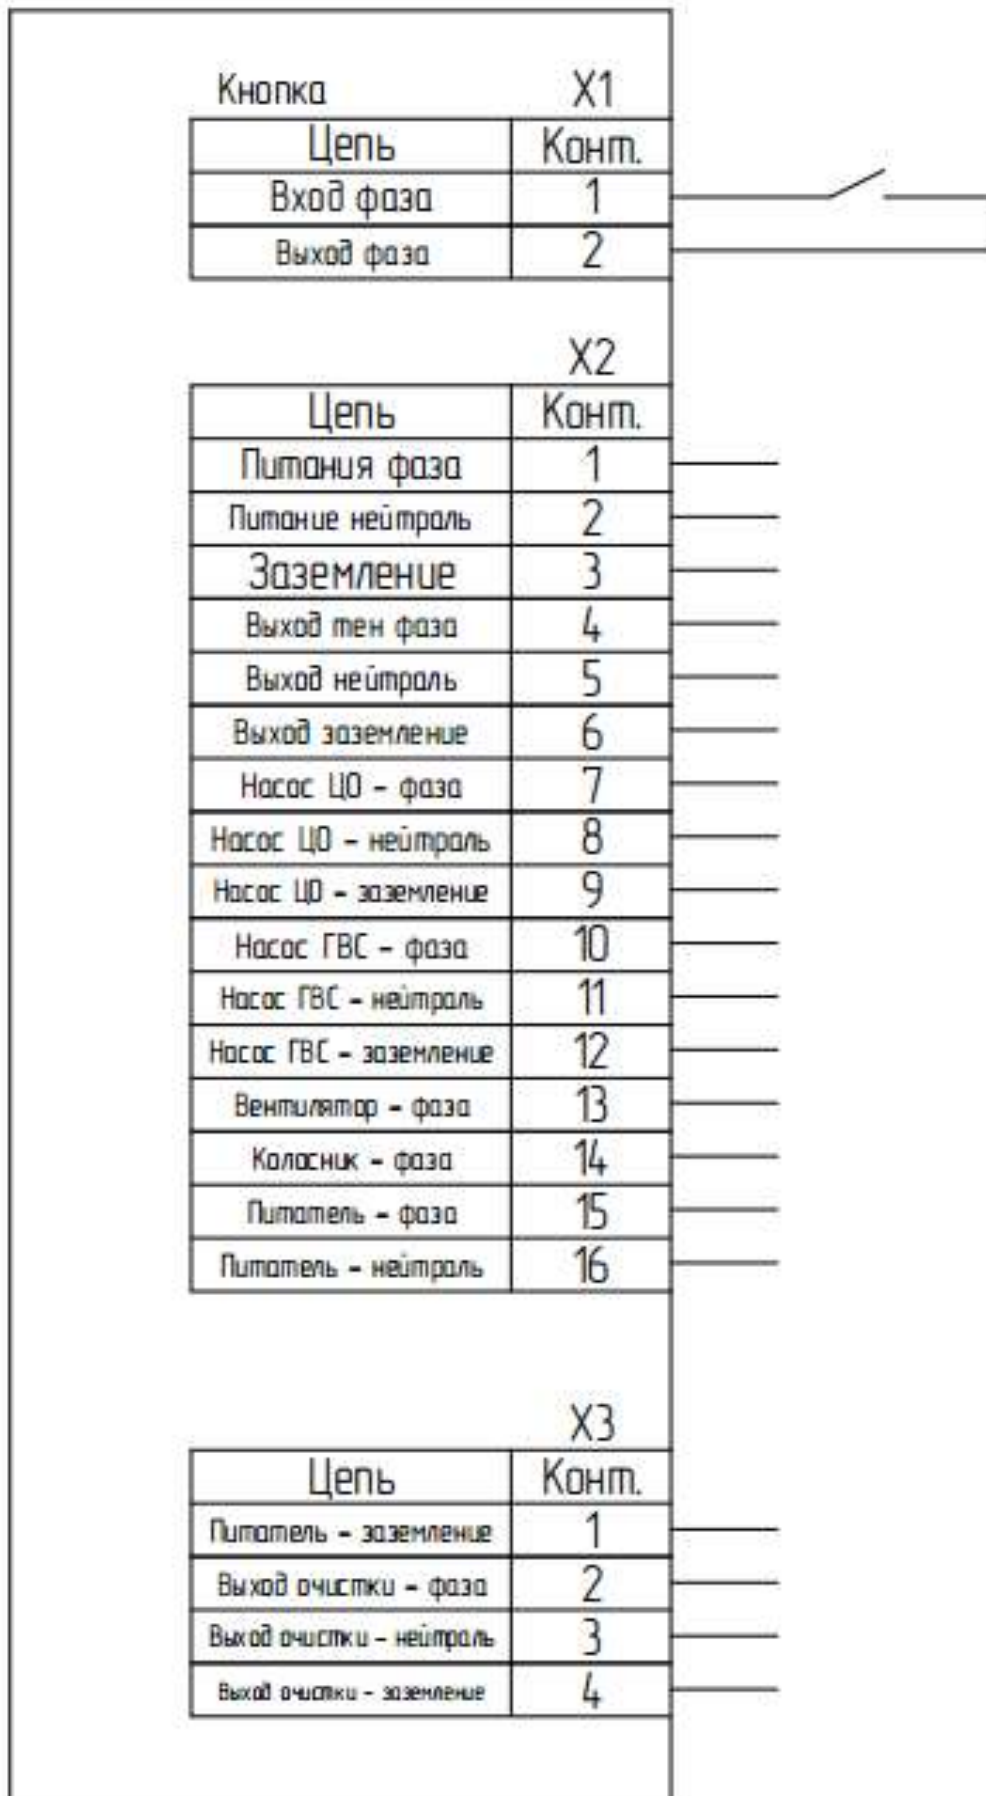 Кнопка X1
Цепь Конт.
Вход фаза 1
Выход фаза 2
X2
Цепь Конт.
Питания фаза 1
Питание нейтраль 2
Заземление 3
Выход тен фаза 4
Выход нейтраль 5
Выход заземление 6
Насос ЦО - фаза 7
Насос ЦО - нейтраль 8
Насос ЦО - заземление 9
Насос ГВС - фаза 10
Насос ГВС - нейтраль 11
Насос ГВС - заземление 12
Вентилятор - фаза 13
Коласник - фаза 14
Питатель - фаза 15
Питатель - нейтраль 16
X3
Цепь Конт.
Питатель - заземление 1
Выход очистки - фаза 2
Выход очистки - нейтраль 3
Выход очистки - заземление 4